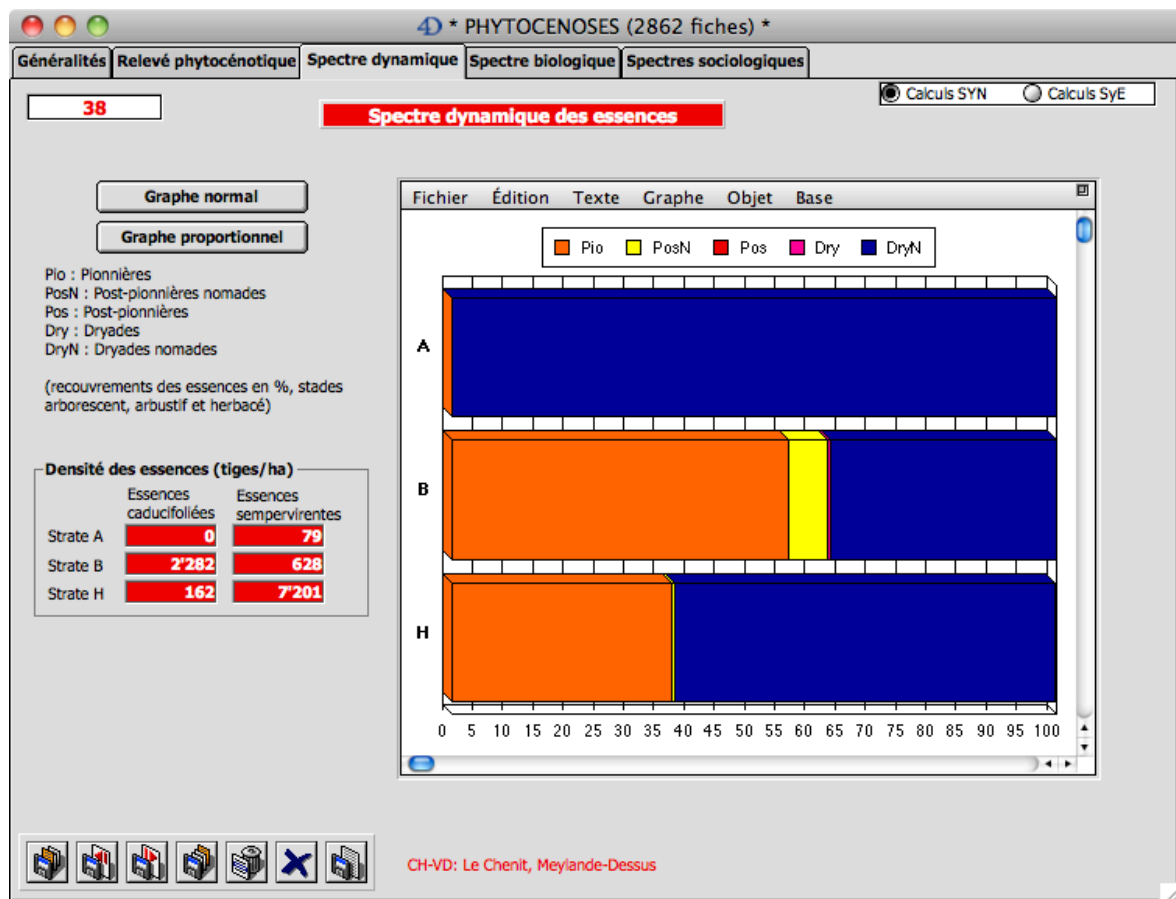 4D * PHYTOCENOSES (2862 fiches) *
Généralités Relevé phytocénotique Spectre dynamique Spectre biologique Spectres sociologiques
Calculs SYN Calculs SyE
38
Spectre dynamique des essences
Graphe normal
Graphe proportionnel
Pio : Pionnières
PosN : Post-pionnières nomades
Pos : Post-pionnières
Dry : Dryades
DryN : Dryades nomades
(recouvrements des essences en %, stades
arborescent, arbustif et herbacé)
Densité des essences (tiges/ha)
Essences Essences
caducifoliées sempervirentes
Strate A 0 79
Strate B 2'282 628
Strate H 162 7'201
Fichier Édition Texte Graphe Objet Base
Pio PosN Pos Dry DryN
A
B
H
0 5 10 15 20 25 30 35 40 45 50 55 60 65 70 75 80 85 90 95 100
CH-VD: Le Chenit, Meylande-Dessus